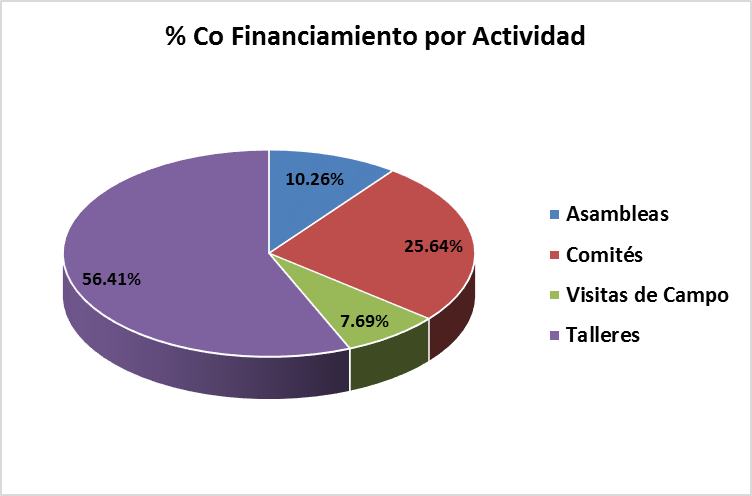 % Co Financiamiento por Actividad
10.26%
25.64%
7.69%
56.41%
Asambleas
Comités
Visitas de Campo
Talleres